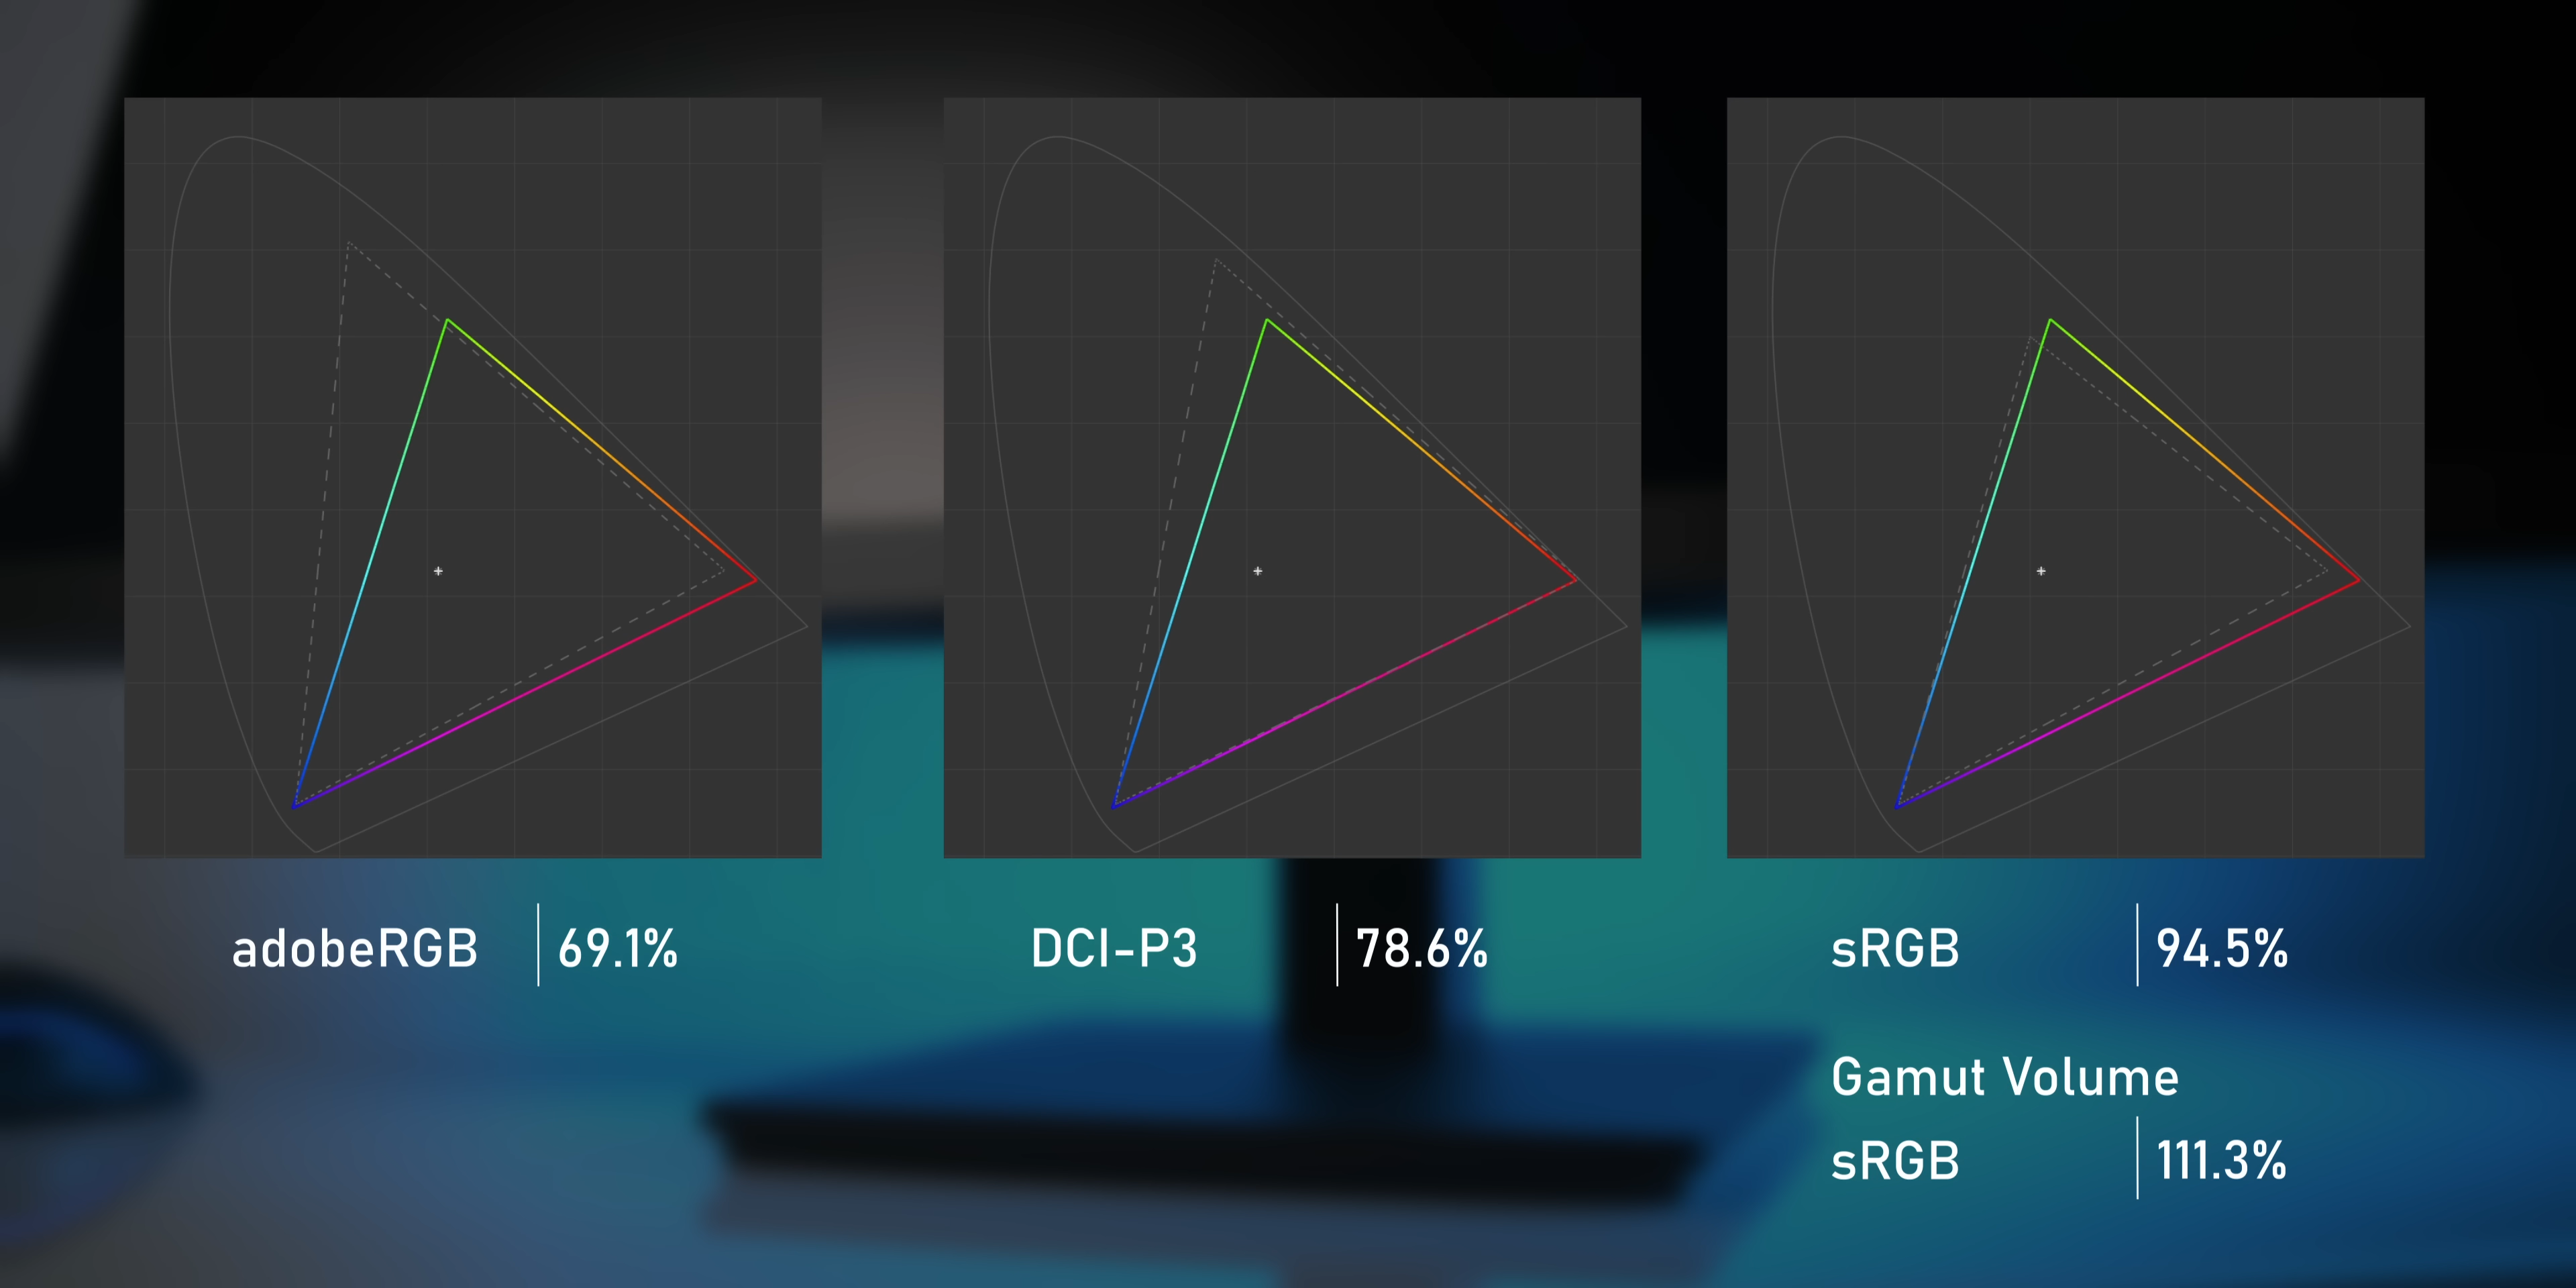 adobeRGB 69.1%
DCI-P3 78.6%
sRGB 94.5%
Gamut Volume
sRGB 111.3%